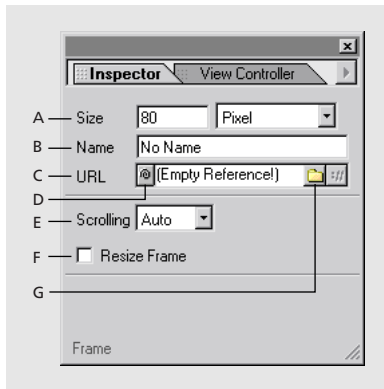 Inspector View Controller
A Size 80 Pixel
B Name No Name
C URL (Empty Reference!)
D
E Scrolling Auto
F Resize Frame
G
Frame